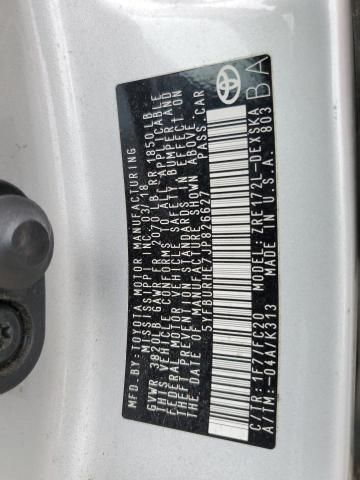 MFD. BY: TOYOTA MOTOR MANUFACTURING
MISSISSIPPI INC. 03/18
GVWR 3820LB GAWR FR 2070 LB RR 1850LB
THIS VEHICLE CONFORMS TO ALL APPLICABLE
FEDERAL MOTOR VEHICLE SAFETY, BUMPER AND
THEFT PREVENTION STANDARDS IN EFFECT ON
THE DATE OF MANUFACTURE SHOWN ABOVE.
5YFBURHE7JP826627 PASS.CAR
C/TR: 1F7/FK20 MODEL: ZRE172L-DEXSKA
A/TM: -04A/K313 MADE IN U.S.A. 803
BA